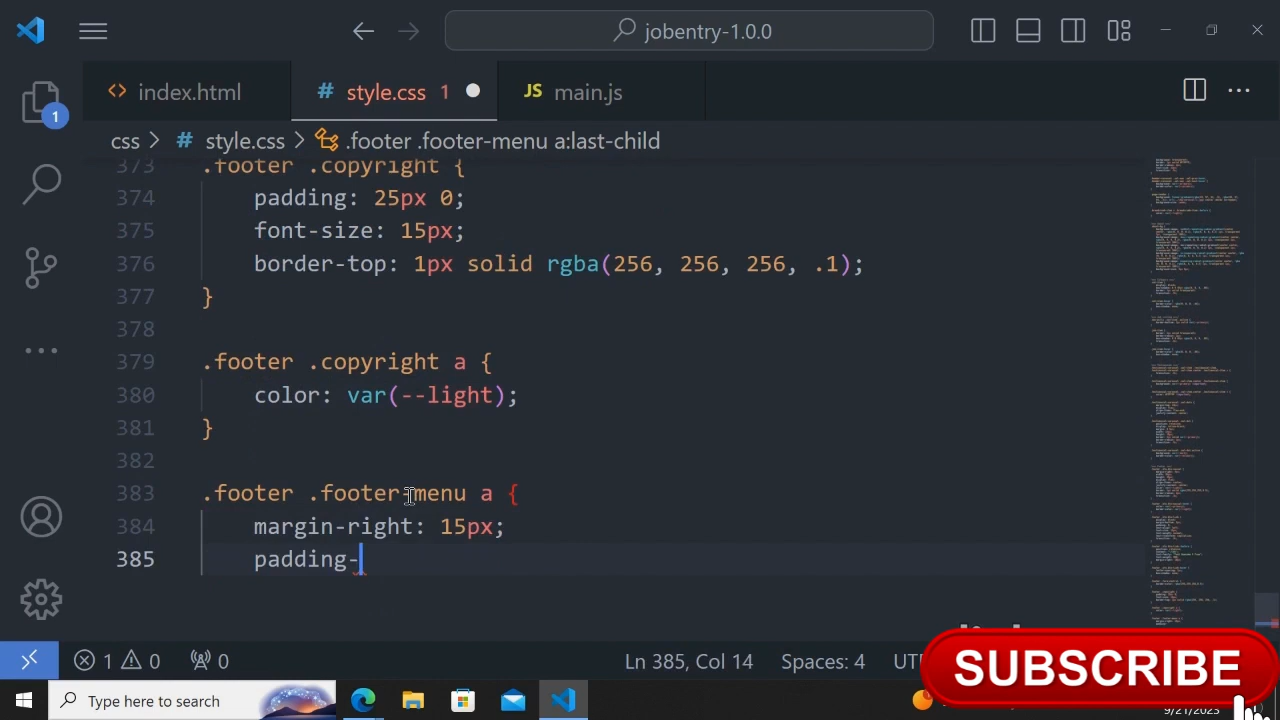 jobentry-1.0.0
index.html
style.css 1
JS main.js
1
css > # style.css > .footer .footer-menu a:last-child
373 .footer .copyright {
374 padding: 25px 0;
375 font-size: 15px;
376 border-top: 1px solid rgba(256, 256, 256, .1);
377 }
378
379 .footer .copyright a {
380 color: var(--light);
381 }
382
383 .footer .footer-menu a {
384 margin-right: 15px;
385 padding-
1 0 0
Ln 385, Col 14
Spaces: 4
SUBSCRIBE
Type here to search
9/21/2023